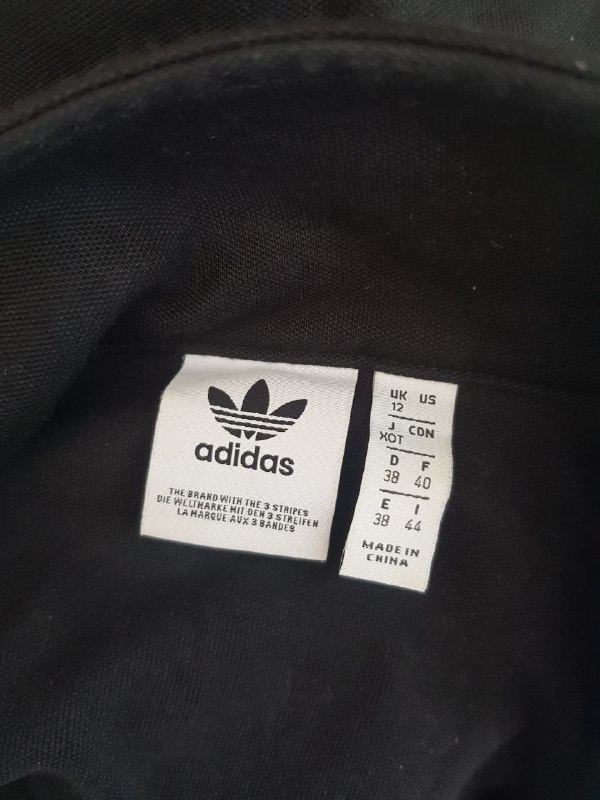 adidas
THE BRAND WITH THE 3 STRIPES
DIE WELTMARKE MIT DEN 3 STREIFEN
LA MARQUE AUX 3 BANDES
UK US
12
J CDN
XOT
D F
38 40
E I
38 44
MADE IN
CHINA